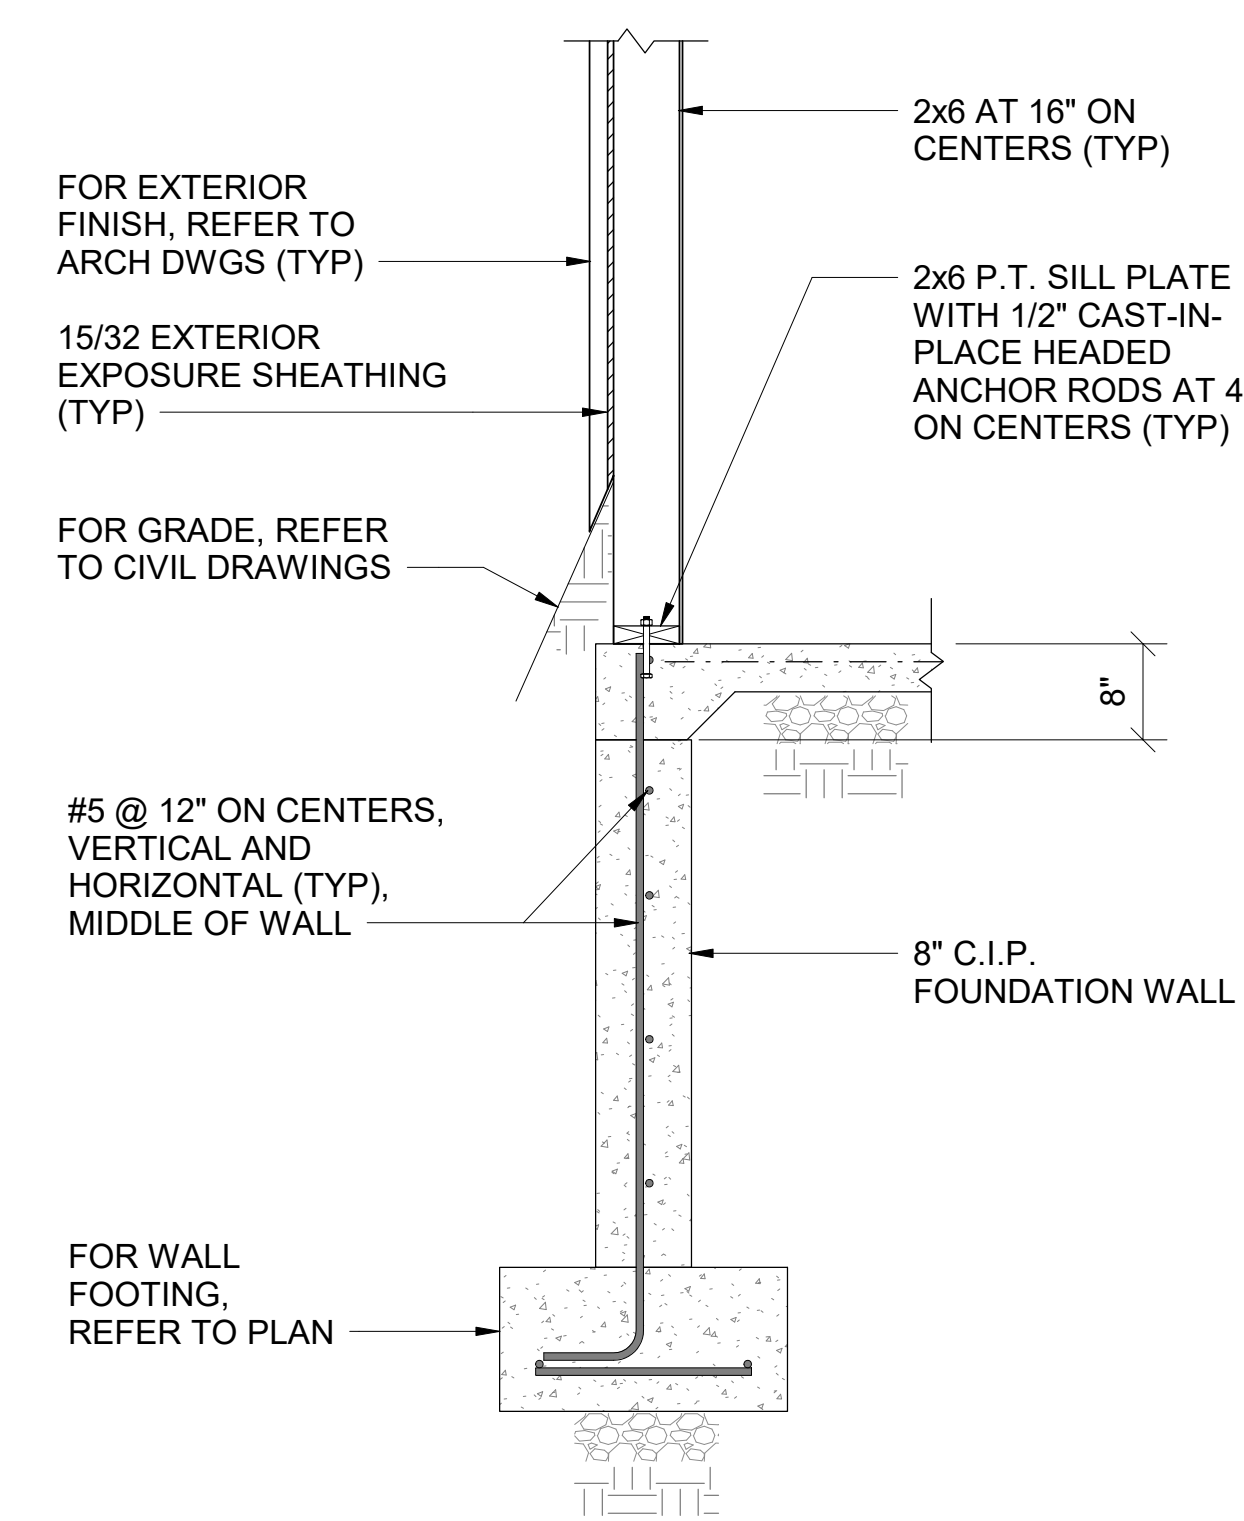 2x6 AT 16" ON
CENTERS (TYP)
FOR EXTERIOR
FINISH, REFER TO
ARCH DWGS (TYP)
2x6 P.T. SILL PLATE
WITH 1/2" CAST-IN-
PLACE HEADED
ANCHOR RODS AT 4
ON CENTERS (TYP)
15/32 EXTERIOR
EXPOSURE SHEATHING
(TYP)
FOR GRADE, REFER
TO CIVIL DRAWINGS
8"
#5 @ 12" ON CENTERS,
VERTICAL AND
HORIZONTAL (TYP),
MIDDLE OF WALL
8" C.I.P.
FOUNDATION WALL
FOR WALL
FOOTING,
REFER TO PLAN